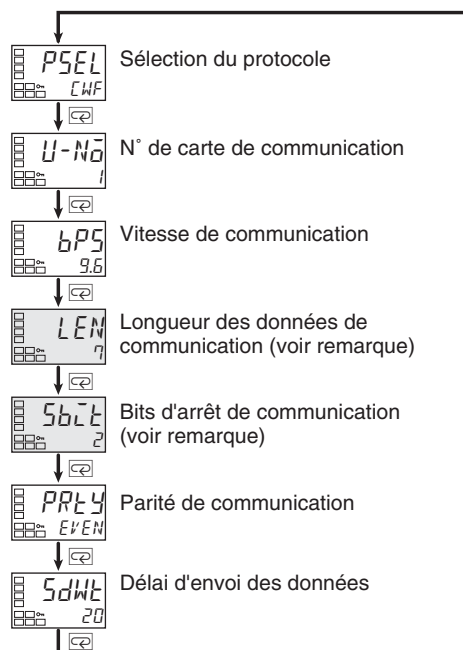 PSEL
CWF
Sélection du protocole
U-No
1
N° de carte de communication
bPS
9.6
Vitesse de communication
LEN
7
Longueur des données de
communication (voir remarque)
Sbit
2
Bits d'arrêt de communication
(voir remarque)
PRtY
EVEN
Parité de communication
SdWt
20
Délai d'envoi des données